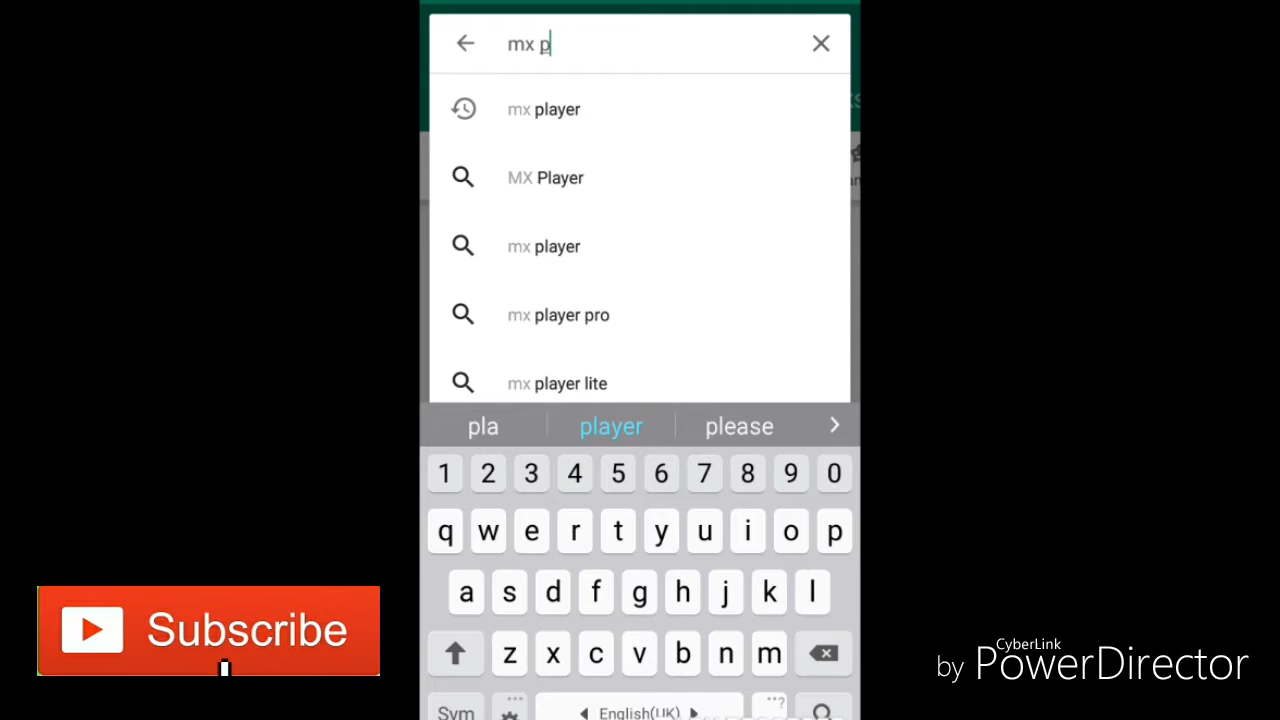 mx p
mx player
MX Player
mx player
mx player pro
mx player lite
pla player please
1 2 3 4 5 6 7 8 9 0
q w e r t y u i o p
a s d f g h j k l
z x c v b n m
Sym English(UK)
Subscribe
CyberLink
by PowerDirector